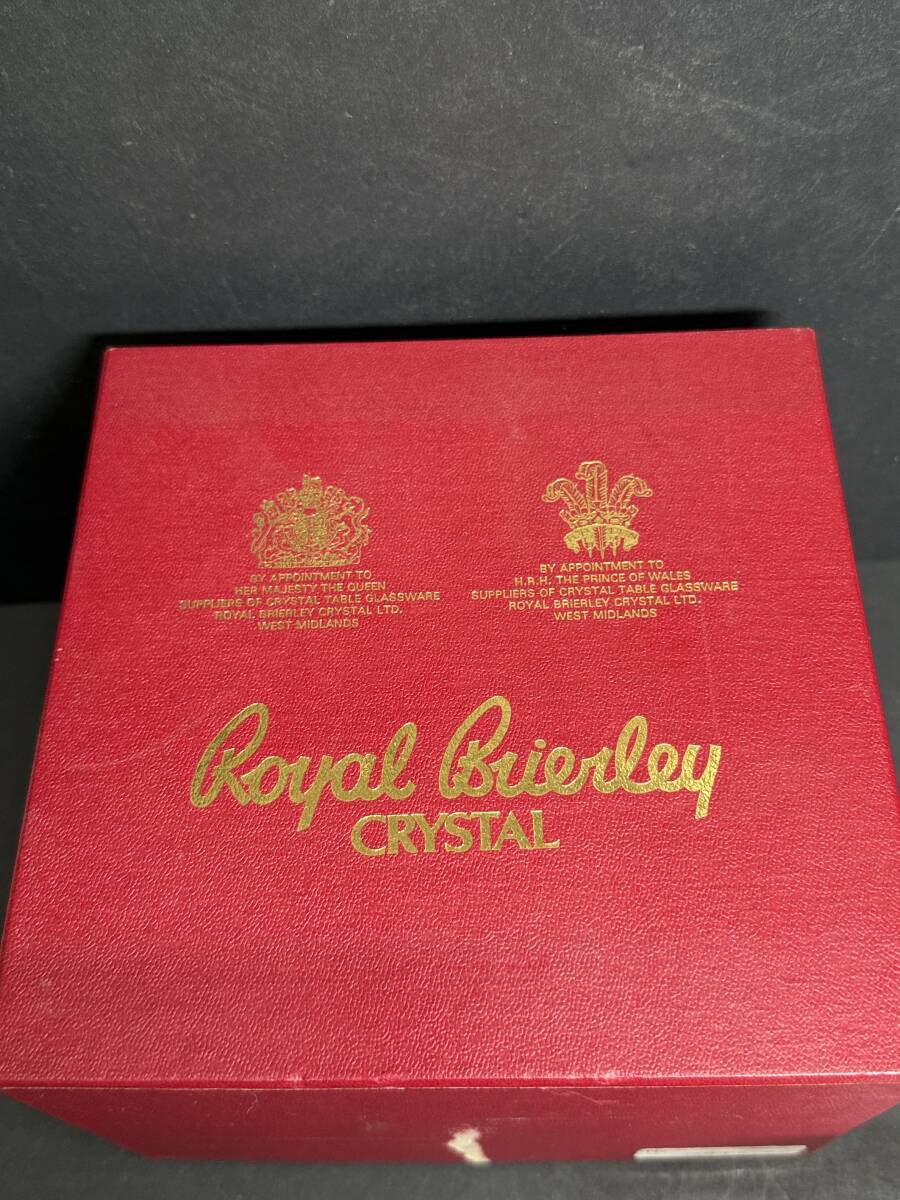 BY APPOINTMENT TO
HER MAJESTY THE QUEEN
SUPPLIERS OF CRYSTAL TABLE GLASSWARE
ROYAL BRIERLEY CRYSTAL LTD.
WEST MIDLANDS
BY APPOINTMENT TO
H.R.H. THE PRINCE OF WALES
SUPPLIERS OF CRYSTAL TABLE GLASSWARE
ROYAL BRIERLEY CRYSTAL LTD.
WEST MIDLANDS
Royal Brierley
CRYSTAL